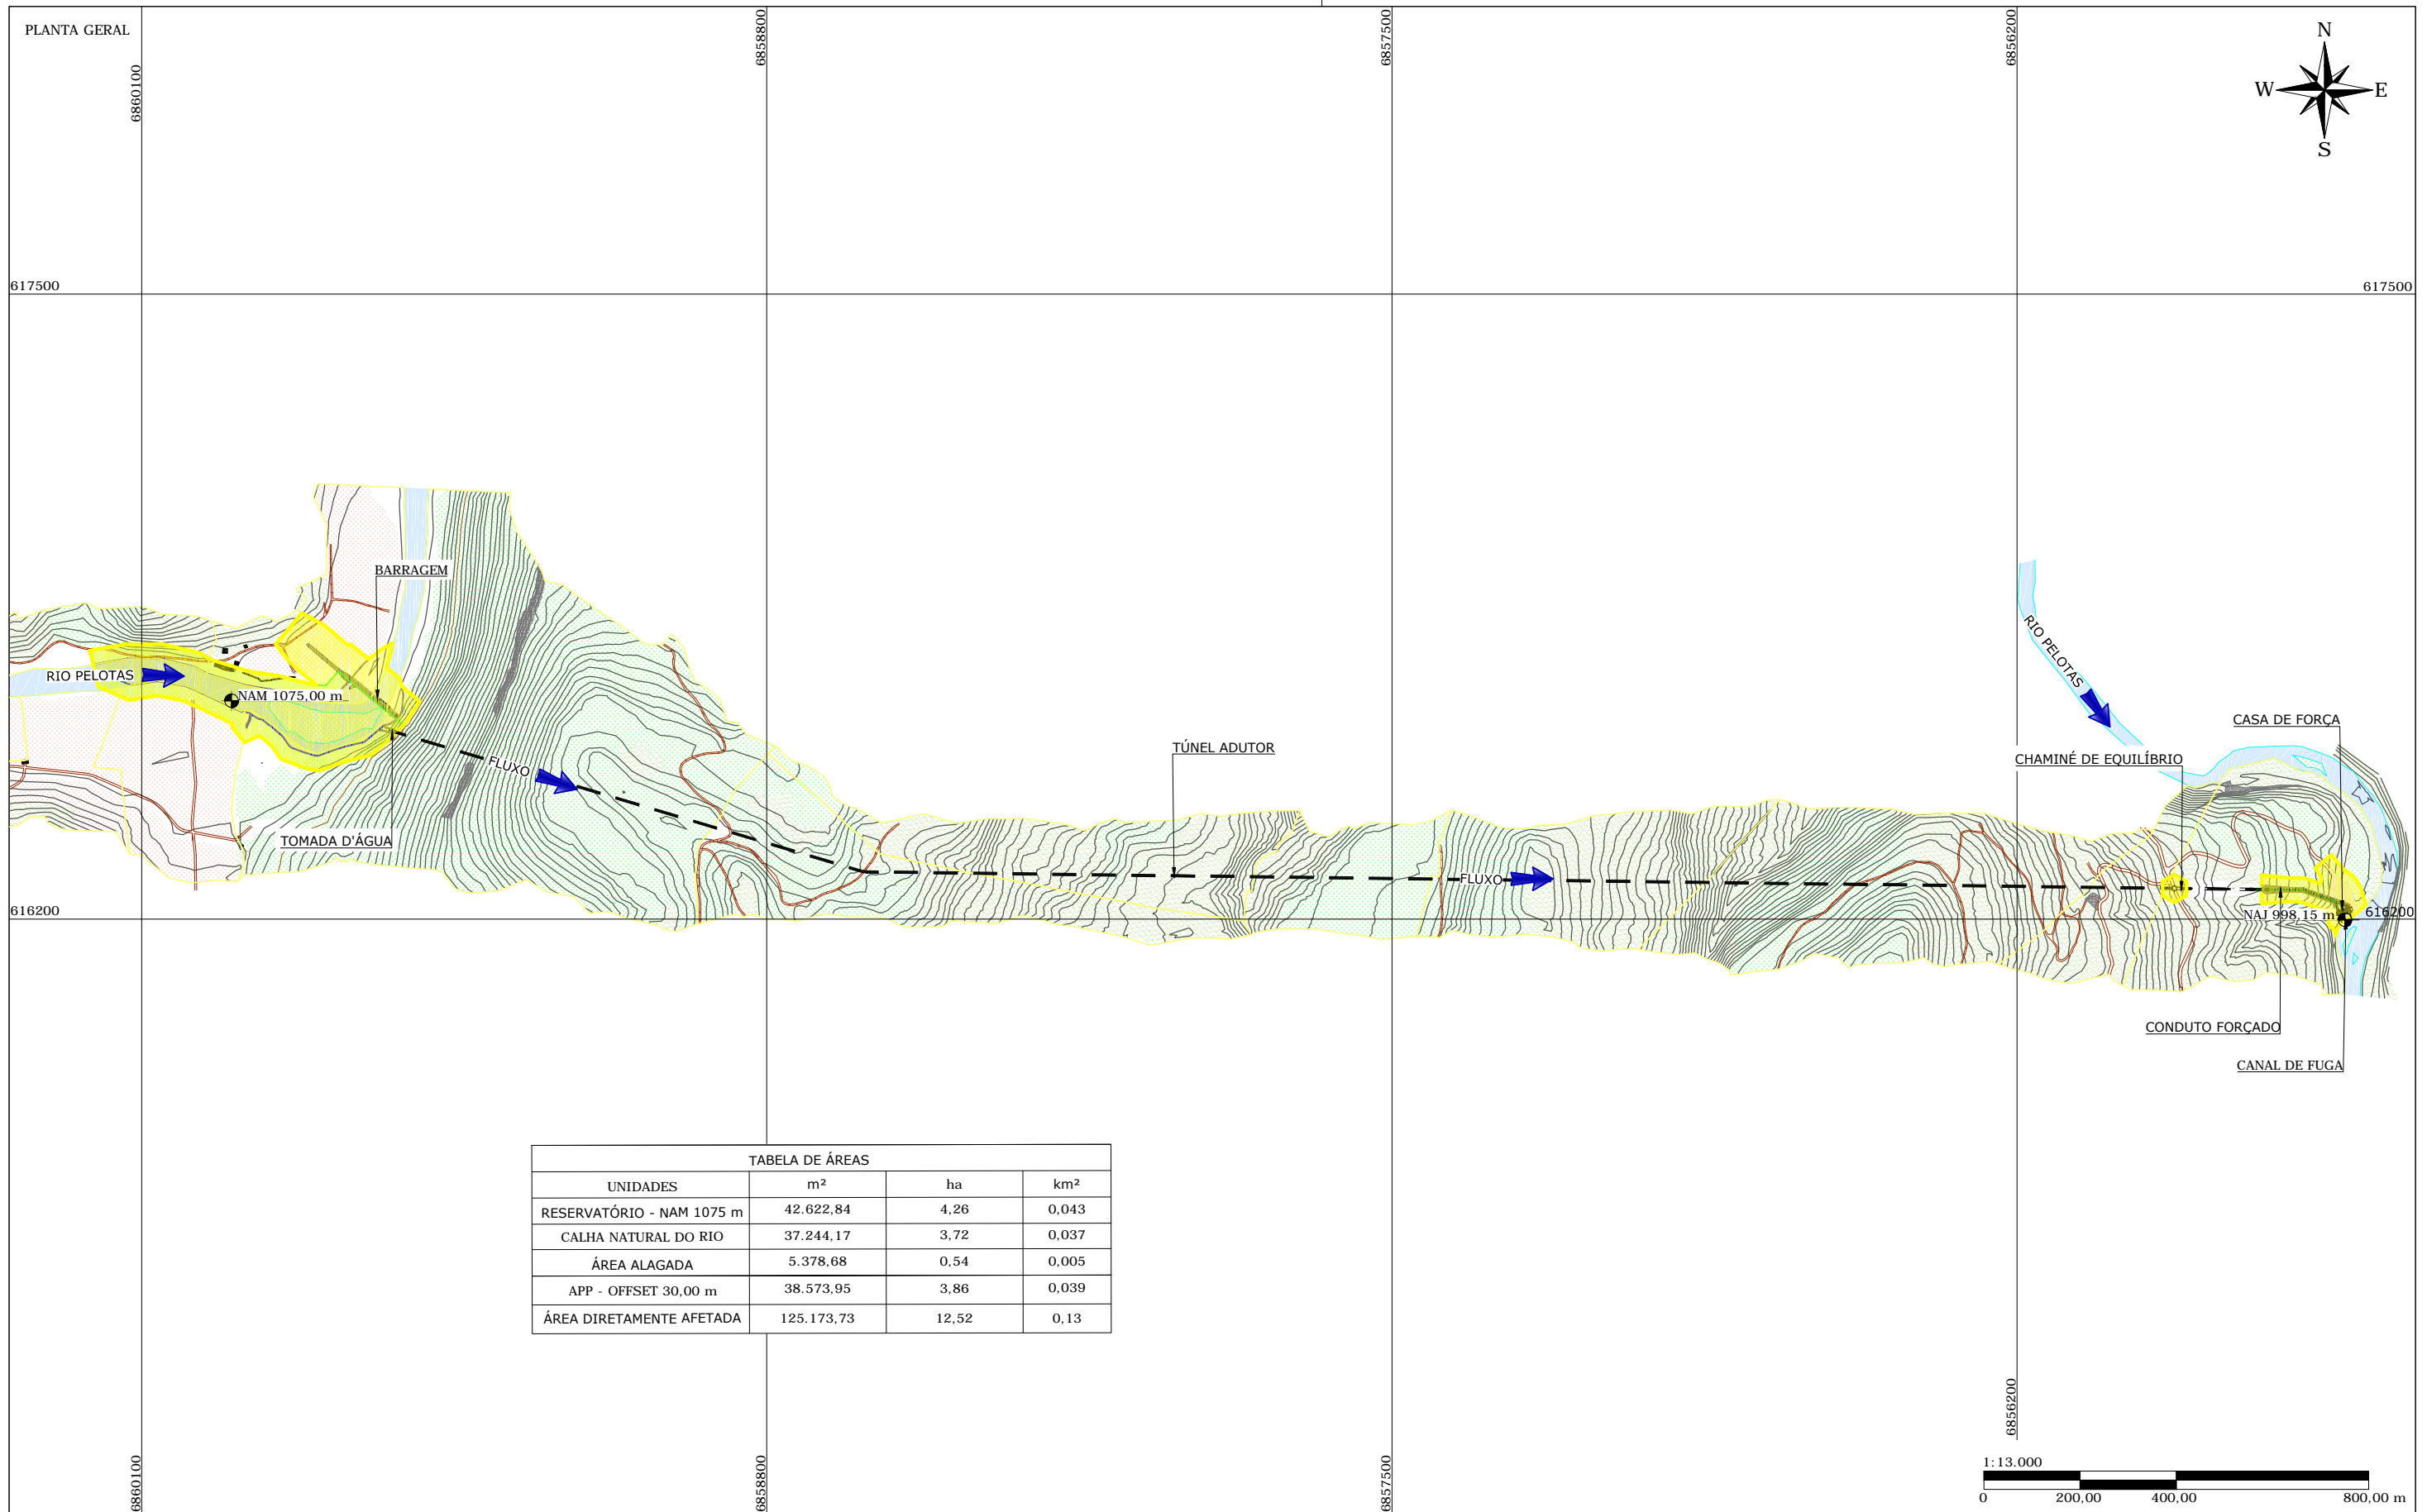 PLANTA GERAL
6860100
6858800
6857500
6856200
N
W
E
S
617500
617500
BARRAGEM
RIO PELOTAS
NAM 1075,00 m
RIO PELOTAS
CASA DE FORÇA
TÚNEL ADUTOR
CHAMINÉ DE EQUILÍBRIO
FLUXO
TOMADA D'ÁGUA
FLUXO
616200
NAJ 998,15 m
616200
CONDUTO FORÇADO
CANAL DE FUGA
TABELA DE ÁREAS
UNIDADES m² ha km²
RESERVATÓRIO - NAM 1075 m 42.622,84 4,26 0,043
CALHA NATURAL DO RIO 37.244,17 3,72 0,037
ÁREA ALAGADA 5.378,68 0,54 0,005
APP - OFFSET 30,00 m 38.573,95 3,86 0,039
ÁREA DIRETAMENTE AFETADA 125.173,73 12,52 0,13
6860100
6858800
6857500
6856200
1:13.000
0 200,00 400,00 800,00 m